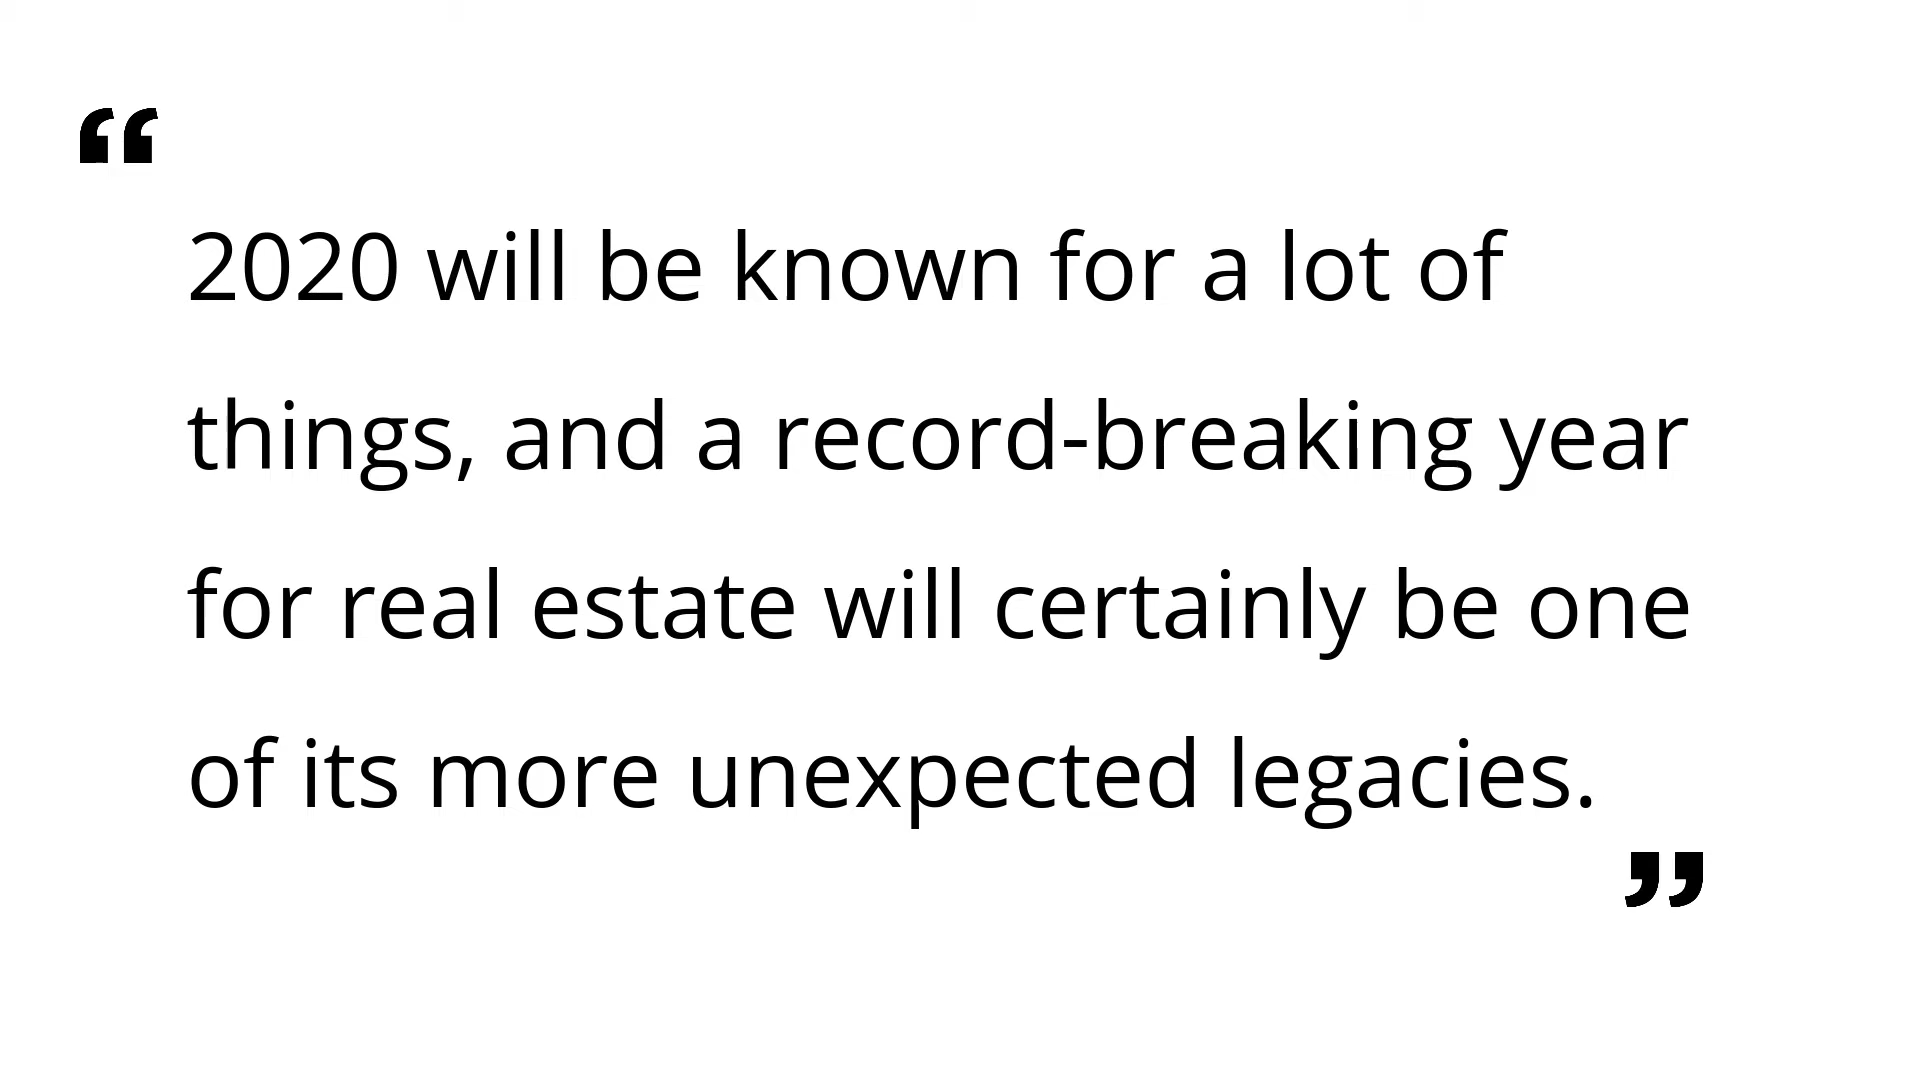 “
2020 will be known for a lot of
things, and a record-breaking year
for real estate will certainly be one
of its more unexpected legacies.
”